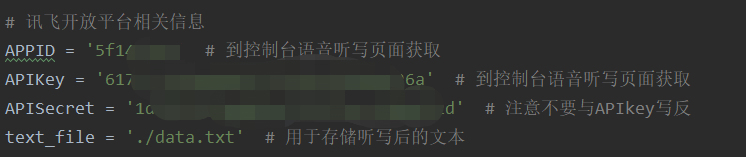 # 讯飞开放平台相关信息
APPID = '5f1 # 到控制台语音听写页面获取
APIKey = '617 6a' # 到控制台语音听写页面获取
APISecret = '1d d' # 注意不要与APIkey写反
text_file = './data.txt' # 用于存储听写后的文本